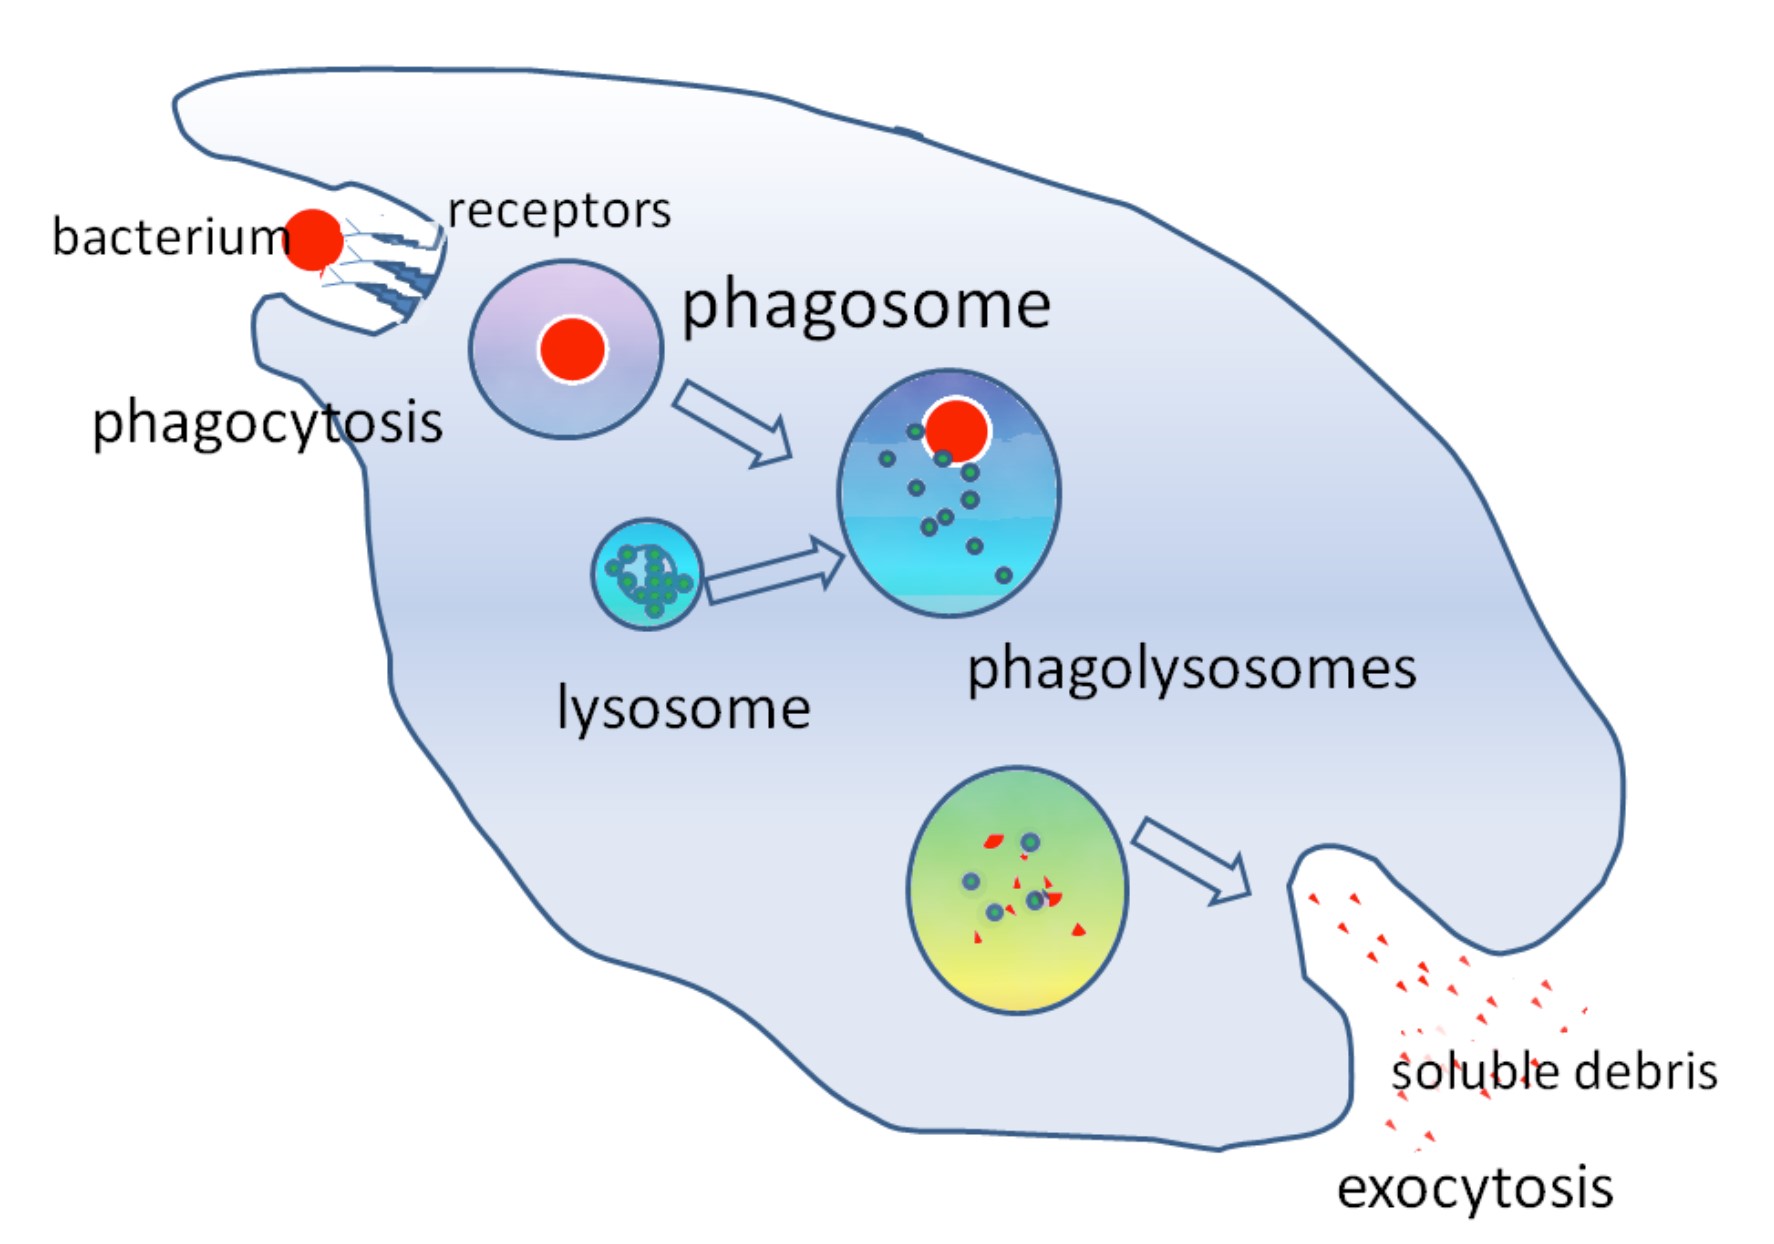 receptors
bacterium
phagosome
phagocytosis
phagolysosomes
lysosome
soluble debris
exocytosis